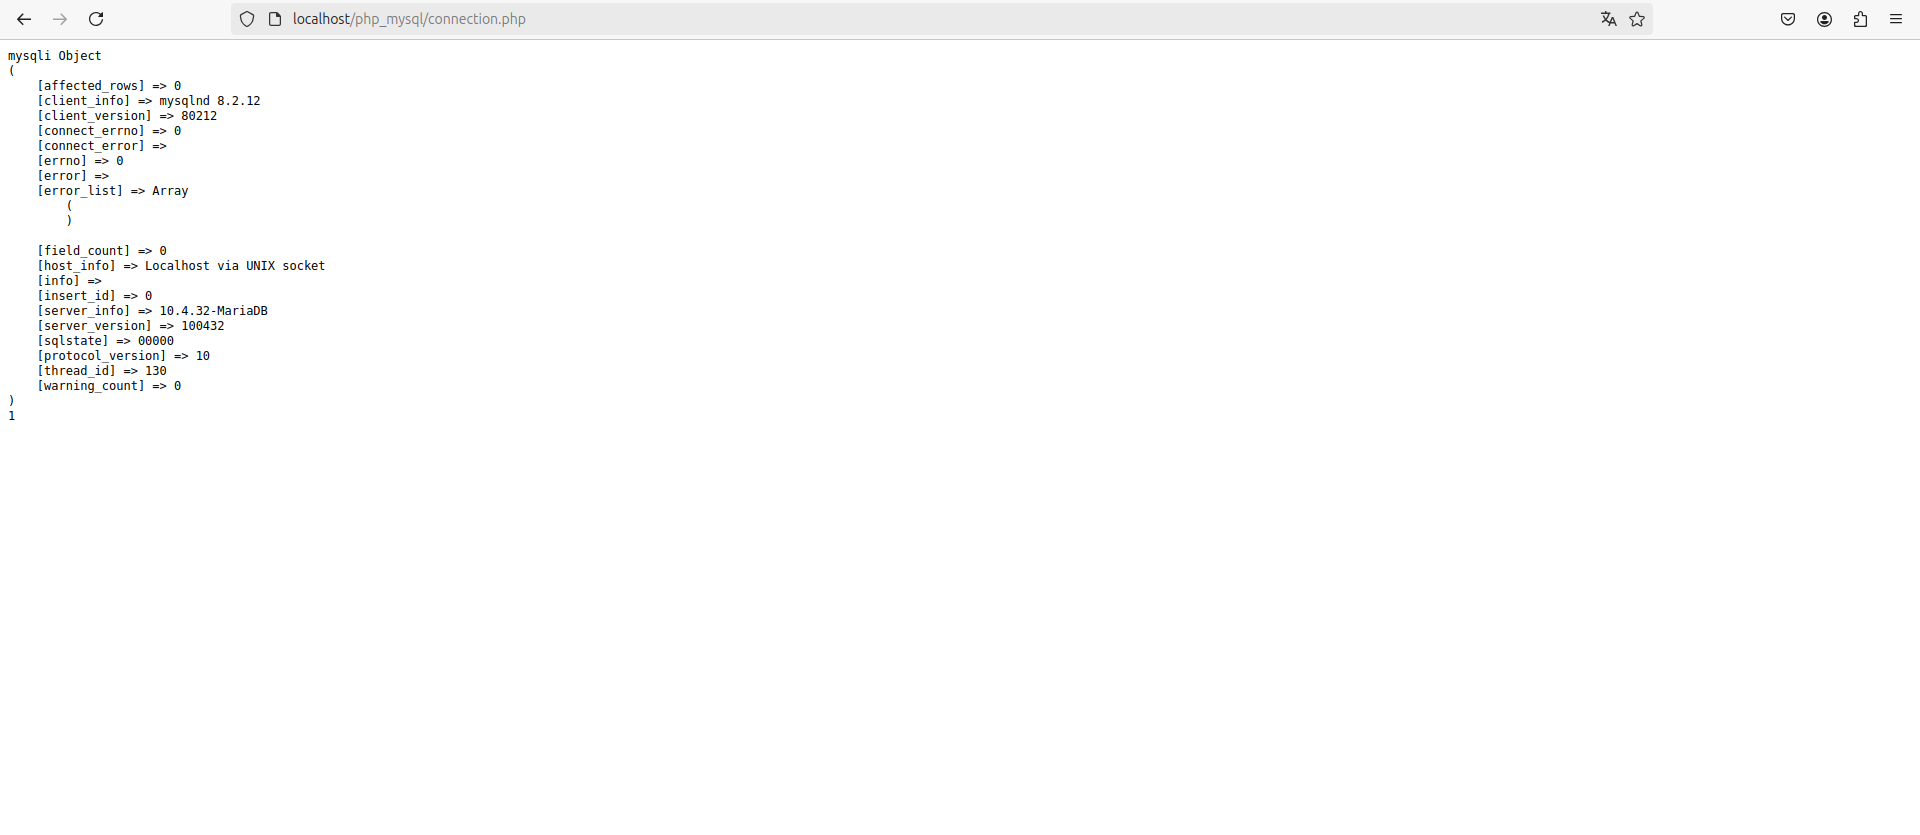 localhost/php_mysql/connection.php
mysqli Object
(
    [affected_rows] => 0
    [client_info] => mysqlnd 8.2.12
    [client_version] => 80212
    [connect_errno] => 0
    [connect_error] =>
    [errno] => 0
    [error] =>
    [error_list] => Array
        (
        )

    [field_count] => 0
    [host_info] => Localhost via UNIX socket
    [info] =>
    [insert_id] => 0
    [server_info] => 10.4.32-MariaDB
    [server_version] => 100432
    [sqlstate] => 00000
    [protocol_version] => 10
    [thread_id] => 130
    [warning_count] => 0
)
1